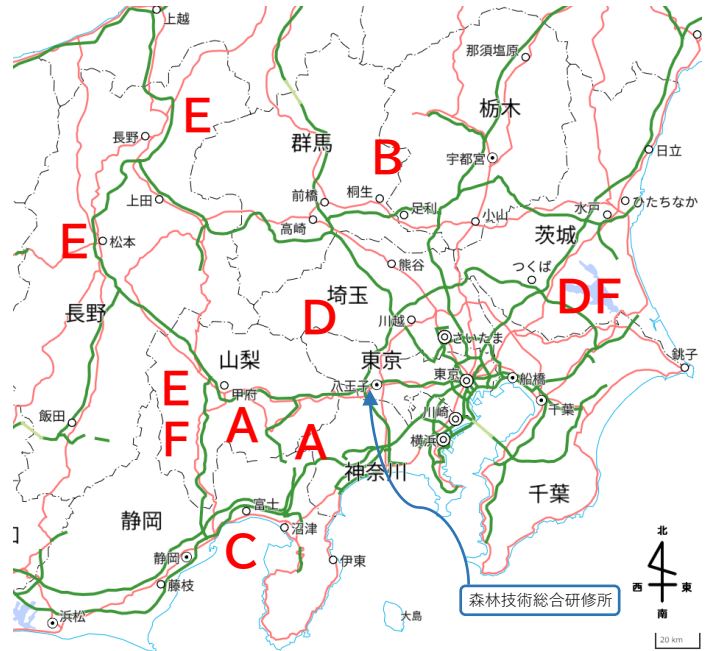 上越
那須塩原
栃木
E
長野
群馬
B
宇都宮
日立
上田
前橋
桐生
足利
小山
水戸
ひたちなか
高崎
茨城
E
松本
熊谷
つくば
長野
埼玉
D
川越
DF
さいたま
山梨
東京
銚子
E
甲府
八王子
東京
船橋
飯田
F
A
A
川崎
千葉
横浜
神奈川
千葉
静岡
富士
沼津
C
静岡
伊東
北
藤枝
西
東
森林技術総合研修所
浜松
大島
南
20 km